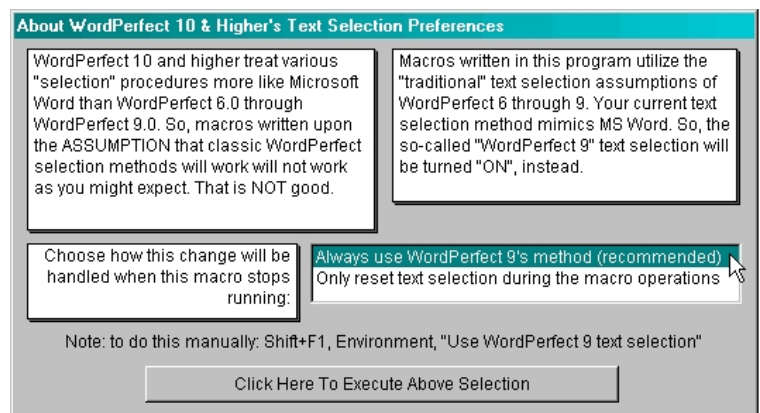 About WordPerfect 10 & Higher's Text Selection Preferences
WordPerfect 10 and higher treat various
"selection" procedures more like Microsoft
Word than WordPerfect 6.0 through
WordPerfect 9.0. So, macros written upon
the ASSUMPTION that classic WordPerfect
selection methods will work will not work
as you might expect. That is NOT good.
Macros written in this program utilize the
"traditional" text selection assumptions of
WordPerfect 6 through 9. Your current text
selection method mimics MS Word. So, the
so-called "WordPerfect 9" text selection will
be turned "ON", instead.
Choose how this change will be
handled when this macro stops
running:
Always use WordPerfect 9's method (recommended)
Only reset text selection during the macro operations
Note: to do this manually: Shift+F1, Environment, "Use WordPerfect 9 text selection"
Click Here To Execute Above Selection